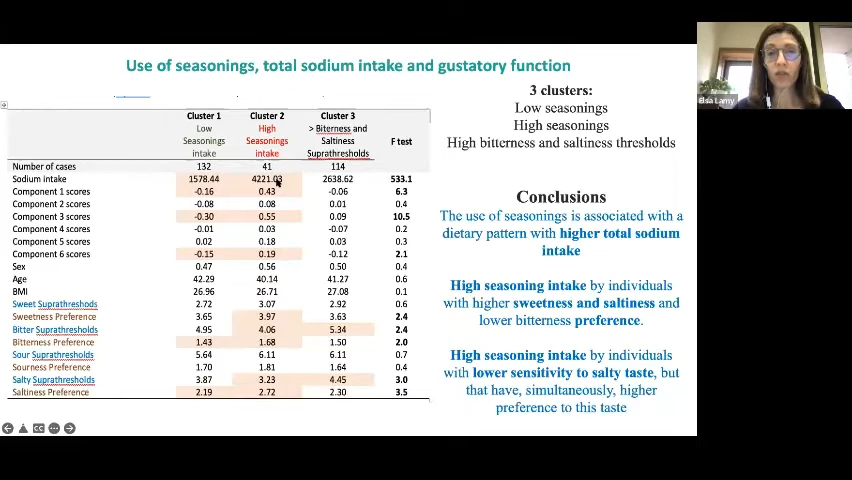 Use of seasonings, total sodium intake and gustatory function
Cluster 1 Cluster 2 Cluster 3
Low High > Biterness and
Seasonings Seasonings Saltiness F test
intake intake Suprathresholds
Number of cases 132 41 114
Sodium intake 1578.44 4221.03 2638.62 533.1
Component 1 scores -0.16 0.43 -0.06 6.3
Component 2 scores -0.08 0.08 0.01 0.4
Component 3 scores -0.30 0.55 0.09 10.5
Component 4 scores -0.01 0.03 -0.07 0.2
Component 5 scores 0.02 0.18 0.03 0.3
Component 6 scores -0.15 0.19 -0.12 2.1
Sex 0.47 0.56 0.50 0.4
Age 42.29 40.14 41.27 0.6
BMI 26.96 26.71 27.08 0.1
Sweet Suprathreshods 2.72 3.07 2.92 0.6
Sweetness Preference 3.65 3.97 3.63 2.4
Bitter Suprathresholds 4.95 4.06 5.34 2.4
Bitterness Preference 1.43 1.68 1.50 2.0
Sour Suprathresholds 5.64 6.11 6.11 0.7
Sourness Preference 1.70 1.81 1.64 0.4
Salty Suprathresholds 3.87 3.23 4.45 3.0
Saltiness Preference 2.19 2.72 2.30 3.5
3 clusters:
Low seasonings
High seasonings
High bitterness and saltiness thresholds
Conclusions
The use of seasonings is associated with a
dietary pattern with higher total sodium
intake
High seasoning intake by individuals
with higher sweetness and saltiness and
lower bitterness preference.
High seasoning intake by individuals
with lower sensitivity to salty taste, but
that have, simultaneously, higher
preference to this taste
Elsa Lamy
CC